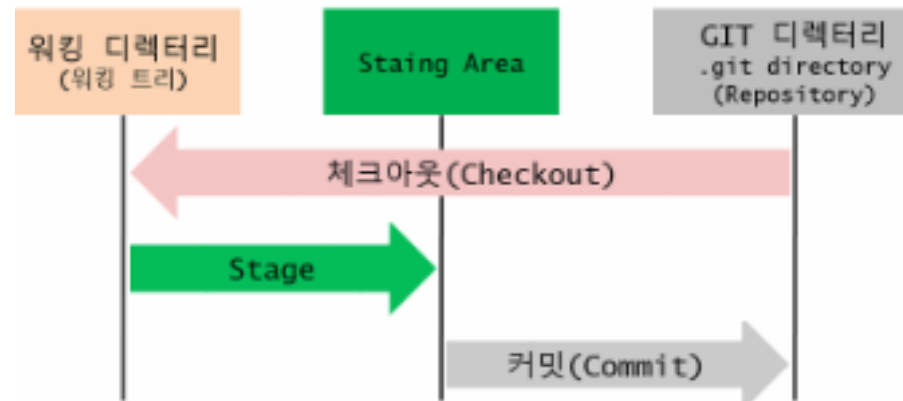 워킹 디렉터리
(워킹 트리)
Staing Area
GIT 디렉터리
.git directory
(Repository)
체크아웃(Checkout)
Stage
커밋(Commit)